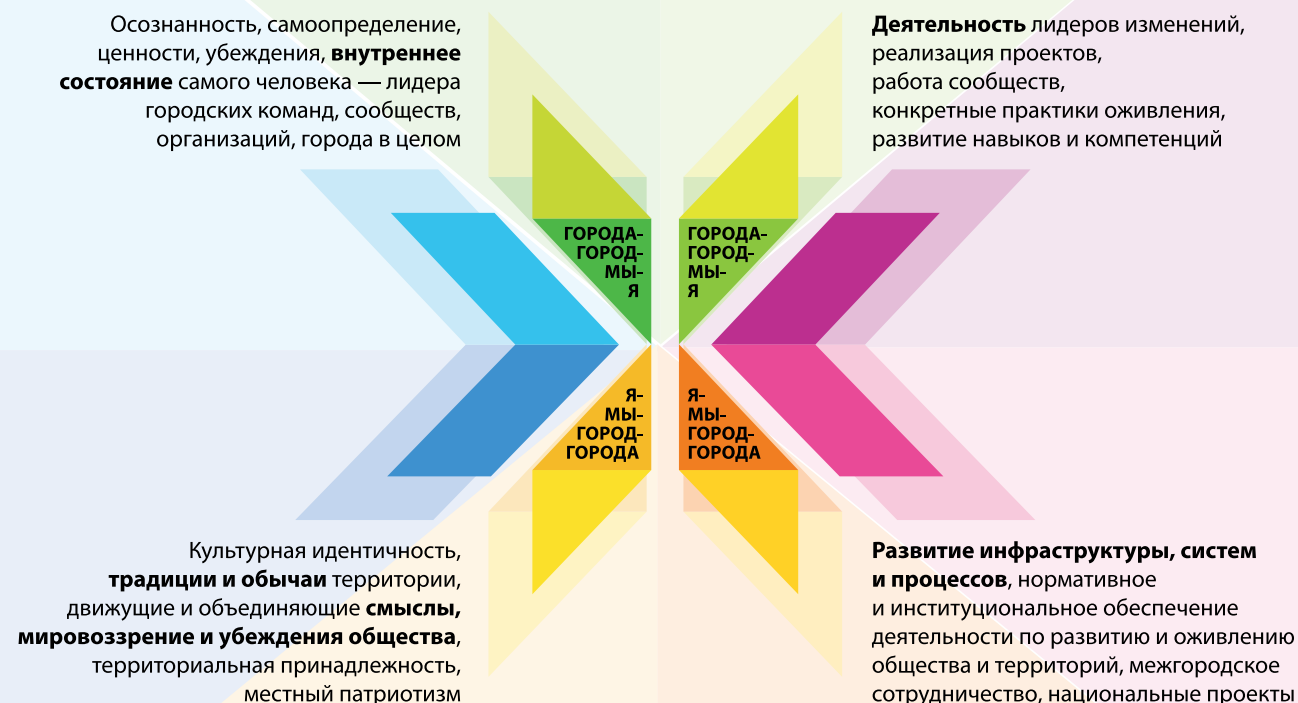 Осознанность, самоопределение,
ценности, убеждения, внутреннее
состояние самого человека — лидера
городских команд, сообществ,
организаций, города в целом
Деятельность лидеров изменений,
реализация проектов,
работа сообществ,
конкретные практики оживления,
развитие навыков и компетенций
ГОРОДА-
ГОРОД-
МЫ-
Я
ГОРОДА-
ГОРОД-
МЫ-
Я
Я-
МЫ-
ГОРОД-
ГОРОДА
Я-
МЫ-
ГОРОД-
ГОРОДА
Культурная идентичность,
традиции и обычаи территории,
движущие и объединяющие смыслы,
мировоззрение и убеждения общества,
территориальная принадлежность,
местный патриотизм
Развитие инфраструктуры, систем
и процессов, нормативное
и институциональное обеспечение
деятельности по развитию и оживлению
общества и территорий, межгородское
сотрудничество, национальные проекты